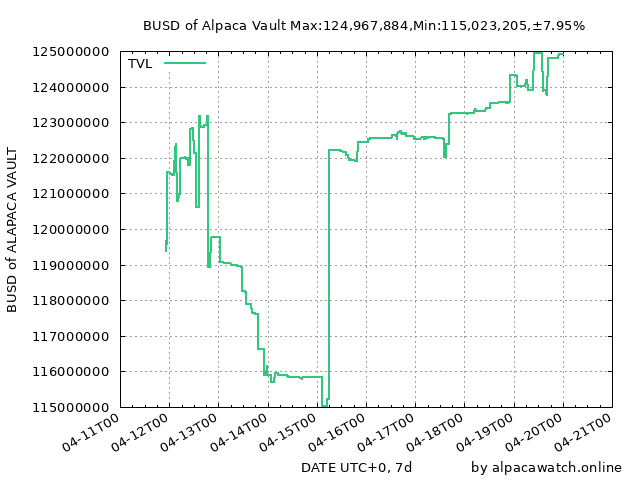 BUSD of Alpaca Vault Max:124,967,884,Min:115,023,205,±7.95%
TVL
125000000
124000000
123000000
122000000
121000000
120000000
119000000
118000000
117000000
116000000
115000000
BUSD of ALAPACA VAULT
04-11T00
04-12T00
04-13T00
04-14T00
04-15T00
04-16T00
04-17T00
04-18T00
04-19T00
04-20T00
04-21T00
DATE UTC+0, 7d
by alpacawatch.online